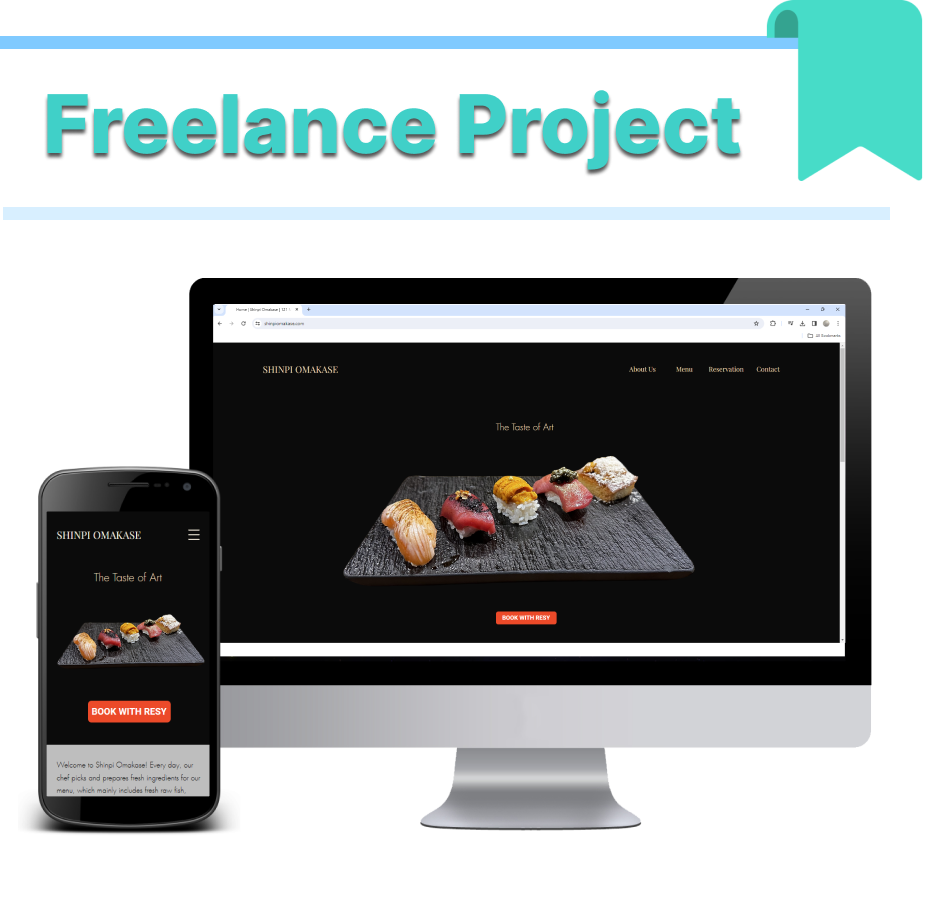 Freelance Project
Home | Shinpi Omakase | 121
shinpiomakase.com
All Bookmarks
SHINPI OMAKASE
About Us Menu Reservation Contact
The Taste of Art
BOOK WITH RESY
SHINPI OMAKASE
The Taste of Art
BOOK WITH RESY
Welcome to Shinpi Omakase! Every day, our
chef picks and prepares fresh ingredients for our
menu, which mainly includes fresh raw fish,